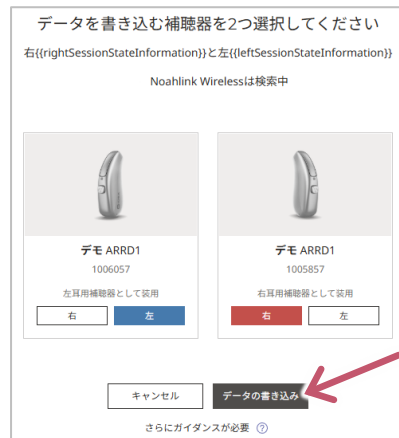 データを書き込む補聴器を2つ選択してください
右{{rightSessionStateInformation}}と左{{leftSessionStateInformation}}
Noahlink Wirelessは検索中
デモ ARRD1
1006057
左耳用補聴器として装用
右 左
デモ ARRD1
1005857
右耳用補聴器として装用
右 左
キャンセル データの書き込み
さらにガイダンスが必要 ?